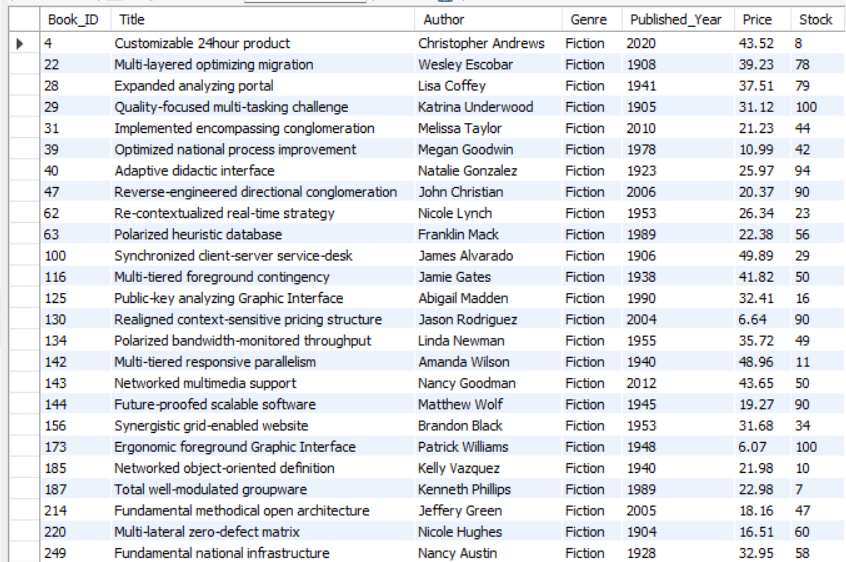 Book_ID Title Author Genre Published_Year Price Stock
4 Customizable 24hour product Christopher Andrews Fiction 2020 43.52 8
22 Multi-layered optimizing migration Wesley Escobar Fiction 1908 39.23 78
28 Expanded analyzing portal Lisa Coffey Fiction 1941 37.51 79
29 Quality-focused multi-tasking challenge Katrina Underwood Fiction 1905 31.12 100
31 Implemented encompassing conglomeration Melissa Taylor Fiction 2010 21.23 44
39 Optimized national process improvement Megan Goodwin Fiction 1978 10.99 42
40 Adaptive didactic interface Natalie Gonzalez Fiction 1923 25.97 94
47 Reverse-engineered directional conglomeration John Christian Fiction 2006 20.37 90
62 Re-contextualized real-time strategy Nicole Lynch Fiction 1953 26.34 23
63 Polarized heuristic database Franklin Mack Fiction 1989 22.38 56
100 Synchronized client-server service-desk James Alvarado Fiction 1906 49.89 29
116 Multi-tiered foreground contingency Jamie Gates Fiction 1938 41.82 50
125 Public-key analyzing Graphic Interface Abigail Madden Fiction 1990 32.41 16
130 Realigned context-sensitive pricing structure Jason Rodriguez Fiction 2004 6.64 90
134 Polarized bandwidth-monitored throughput Linda Newman Fiction 1955 35.72 49
142 Multi-tiered responsive parallelism Amanda Wilson Fiction 1940 48.96 11
143 Networked multimedia support Nancy Goodman Fiction 2012 43.65 50
144 Future-proofed scalable software Matthew Wolf Fiction 1945 19.27 90
156 Synergistic grid-enabled website Brandon Black Fiction 1953 31.68 34
173 Ergonomic foreground Graphic Interface Patrick Williams Fiction 1948 6.07 100
185 Networked object-oriented definition Kelly Vazquez Fiction 1940 21.98 10
187 Total well-modulated groupware Kenneth Phillips Fiction 1989 22.98 7
214 Fundamental methodical open architecture Jeffery Green Fiction 2005 18.16 47
220 Multi-lateral zero-defect matrix Nicole Hughes Fiction 1904 16.51 60
249 Fundamental national infrastructure Nancy Austin Fiction 1928 32.95 58